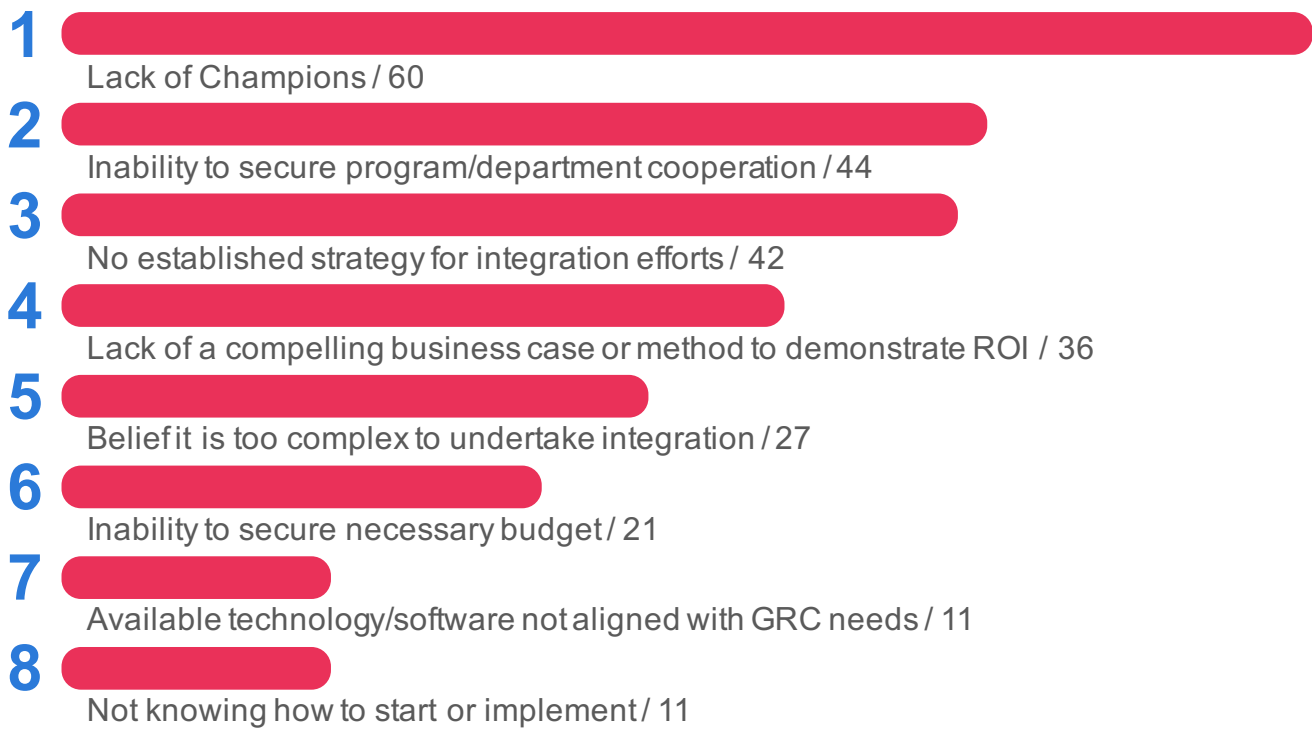 1
Lack of Champions / 60
2
Inability to secure program/department cooperation / 44
3
No established strategy for integration efforts / 42
4
Lack of a compelling business case or method to demonstrate ROI / 36
5
Belief it is too complex to undertake integration / 27
6
Inability to secure necessary budget / 21
7
Available technology/software not aligned with GRC needs / 11
8
Not knowing how to start or implement / 11